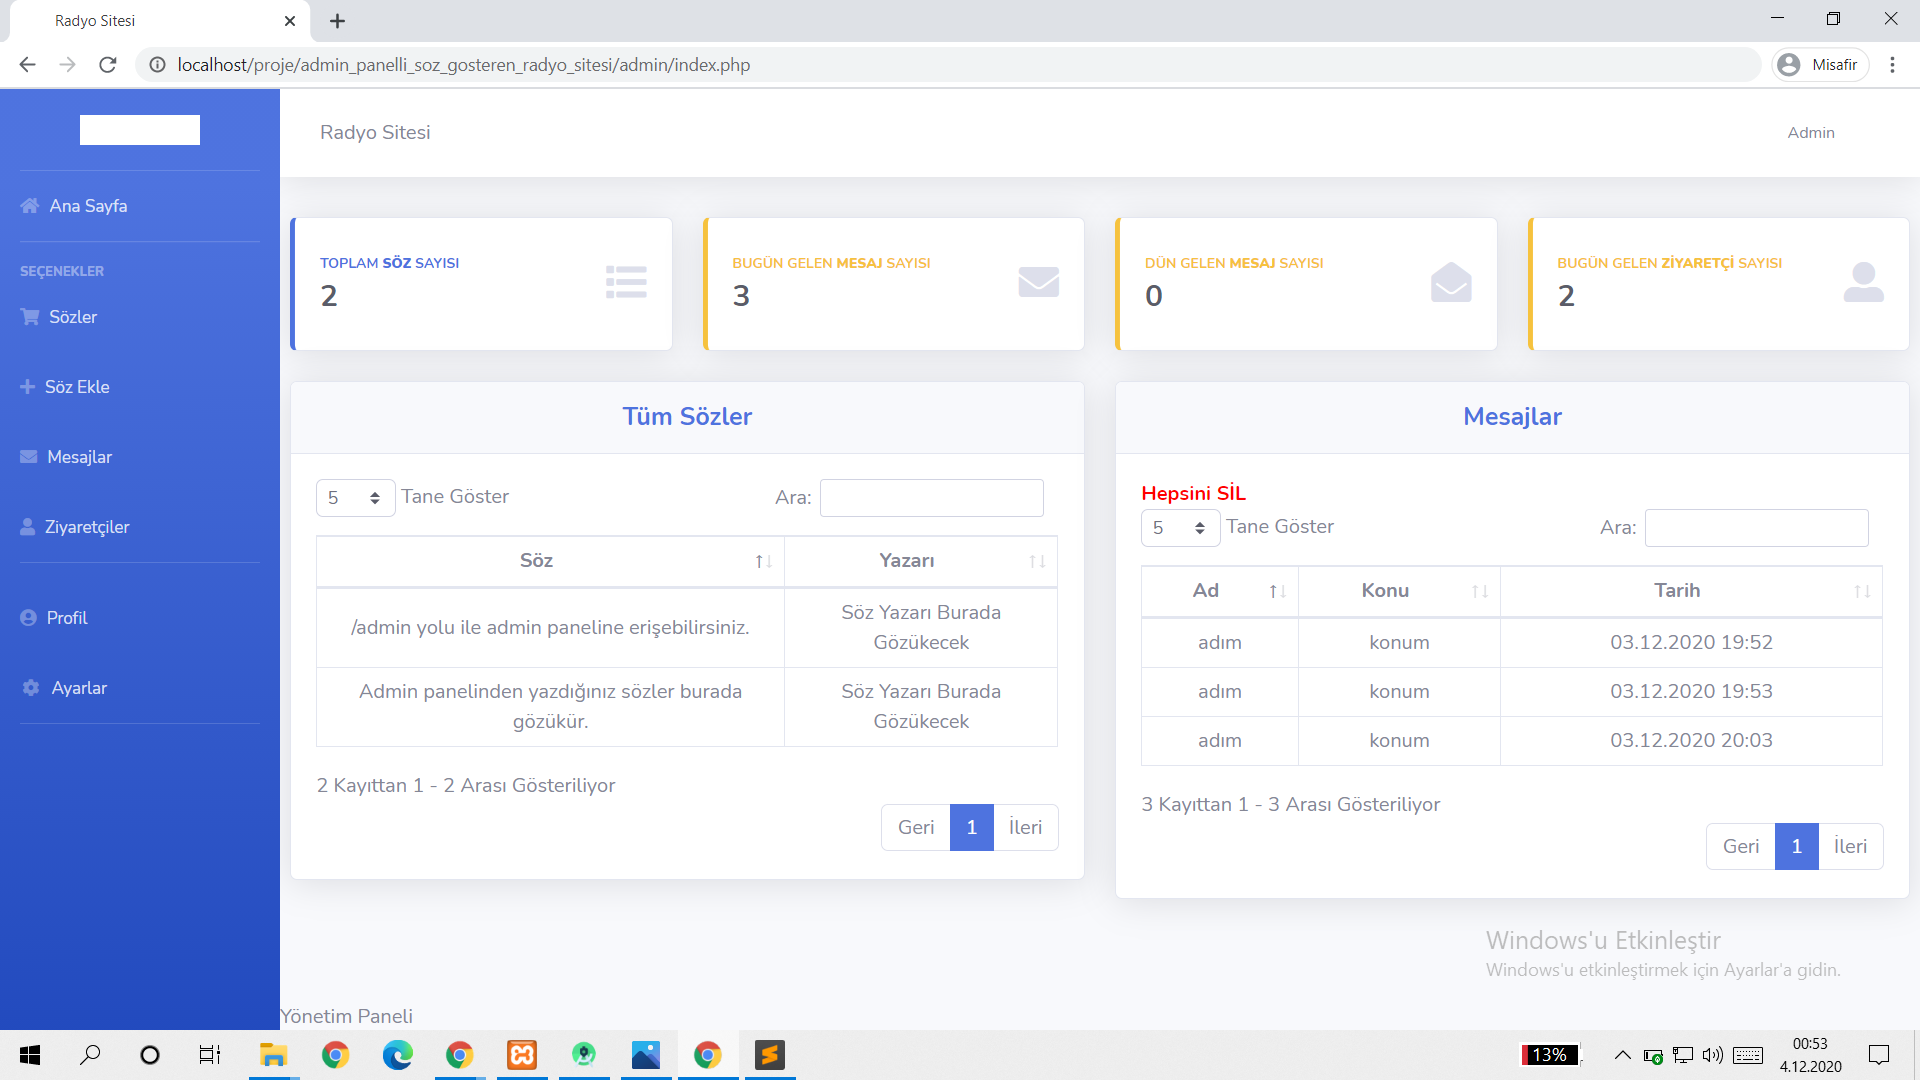 Radyo Sitesi
localhost/proje/admin_panelli_soz_gosteren_radyo_sitesi/admin/index.php
Misafir
Radyo Sitesi
Admin
Ana Sayfa
SEÇENEKLER
Sözler
Söz Ekle
Mesajlar
Ziyaretçiler
Profil
Ayarlar
TOPLAM SÖZ SAYISI
2
BUGÜN GELEN MESAJ SAYISI
3
DÜN GELEN MESAJ SAYISI
0
BUGÜN GELEN ZİYARETÇİ SAYISI
2
Tüm Sözler
5 Tane Göster
Ara:
Söz Yazarı
/admin yolu ile admin paneline erişebilirsiniz.
Söz Yazarı Burada
Gözükecek
Admin panelinden yazdığınız sözler burada
gözükür.
Söz Yazarı Burada
Gözükecek
2 Kayıttan 1 - 2 Arası Gösteriliyor
Geri 1 İleri
Mesajlar
Hepsini SİL
5 Tane Göster
Ara:
Ad Konu Tarih
adım konum 03.12.2020 19:52
adım konum 03.12.2020 19:53
adım konum 03.12.2020 20:03
3 Kayıttan 1 - 3 Arası Gösteriliyor
Geri 1 İleri
Windows'u Etkinleştir
Windows'u etkinleştirmek için Ayarlar'a gidin.
Yönetim Paneli
13%
00:53
4.12.2020